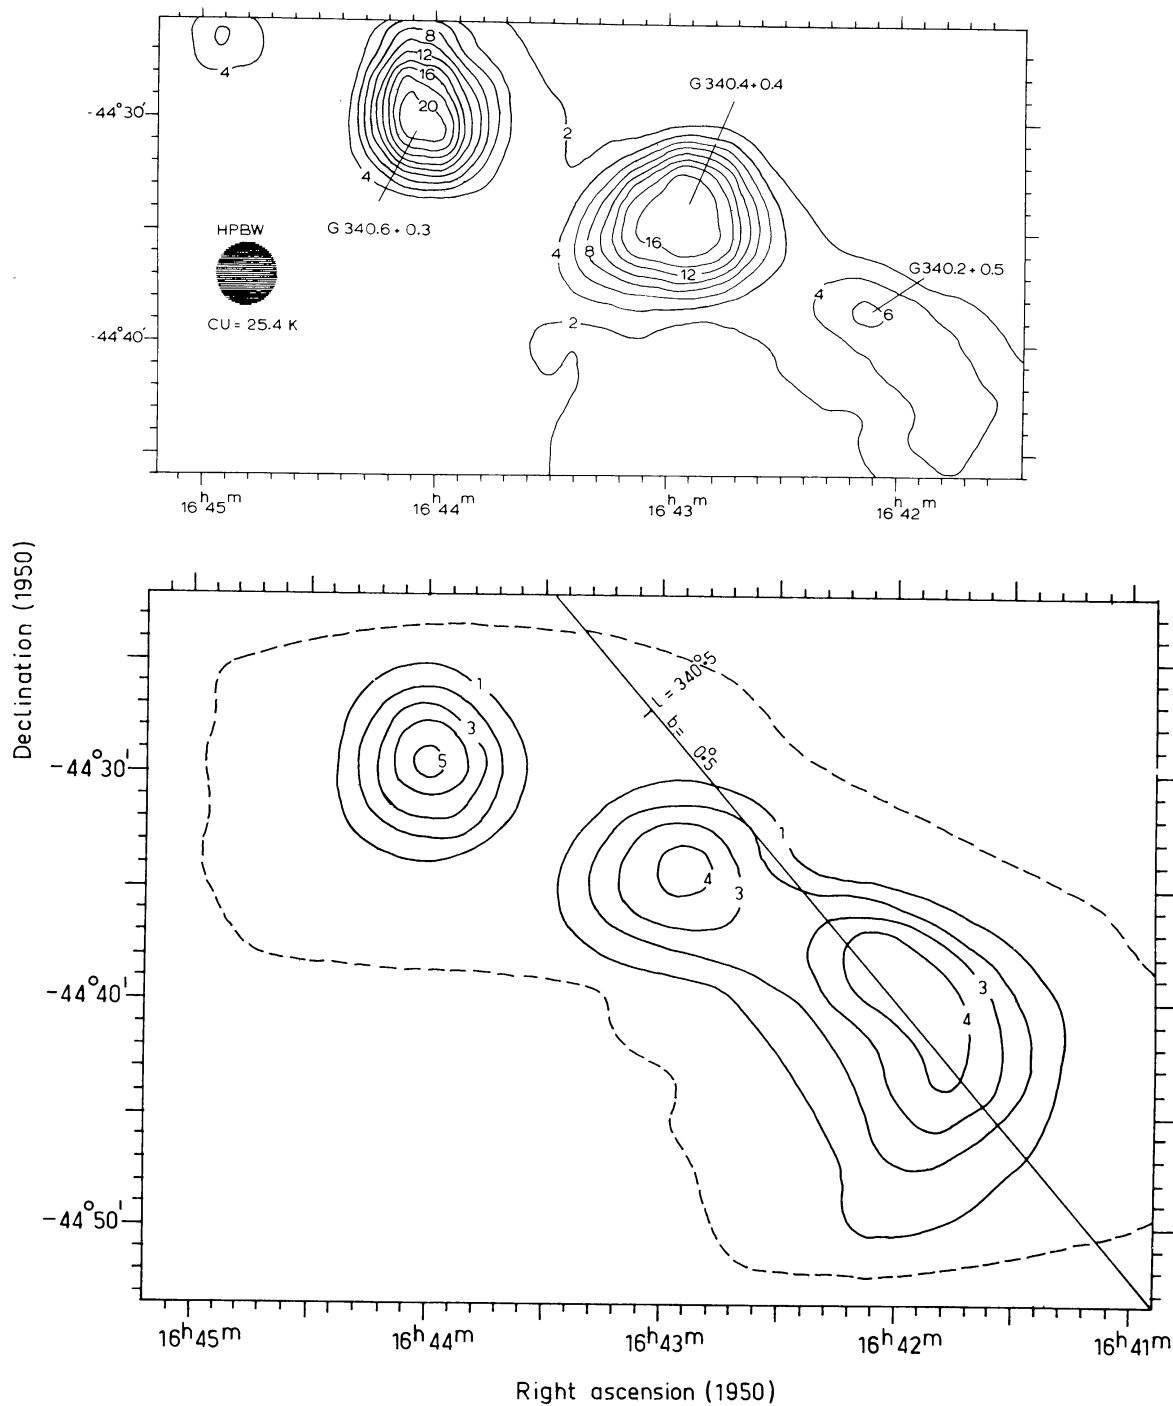 8
12
16
20
4
4
G 340.6 + 0.3
G 340.4 + 0.4
2
4
8
16
12
G340.2 + 0.5
4
6
2
HPBW
CU = 25.4 K
-44°30'
-44°40'
16h45m
16h44m
16h43m
16h42m
Declination (1950)
1
3
5
L = 340°.5
b = 0°.5
1
4
3
3
4
-44°30'
-44°40'
-44°50'
16h45m
16h44m
16h43m
16h42m
16h41m
Right ascension (1950)